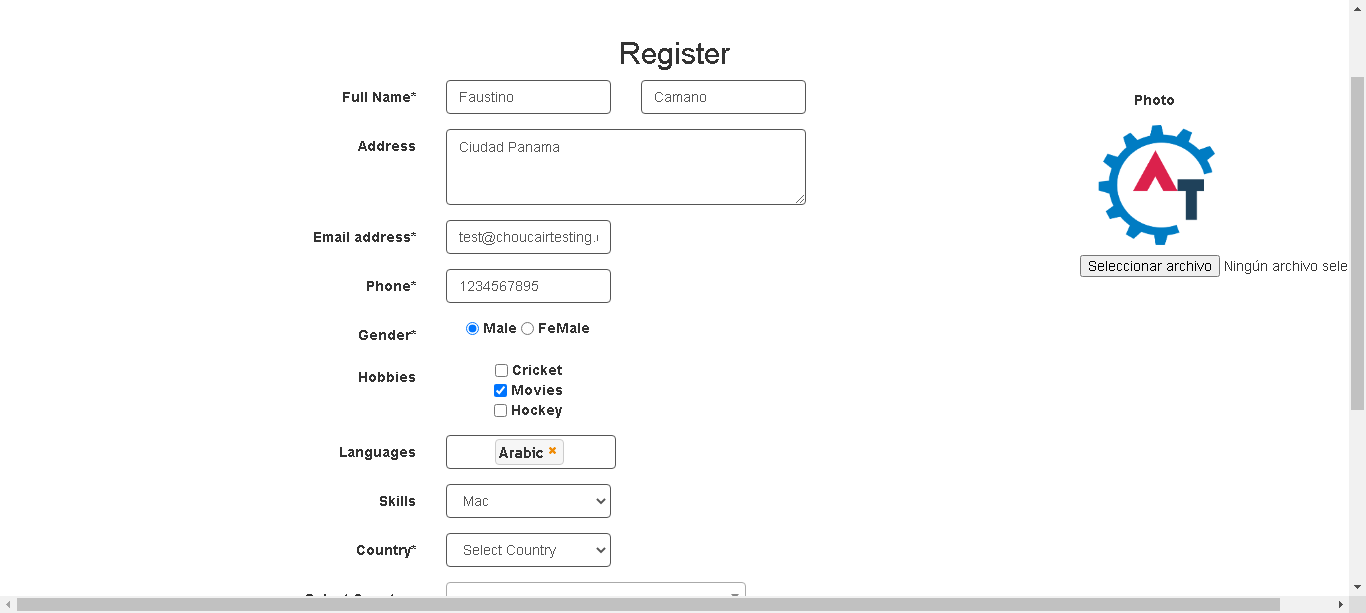 Register
Full Name* Faustino Camano
Photo
Address Ciudad Panama
AT
Email address* test@choucairtesting.
Seleccionar archivo Ningún archivo sele
Phone* 1234567895
Gender* Male FeMale
Hobbies Cricket
Movies
Hockey
Languages Arabic
Skills Mac
Country* Select Country